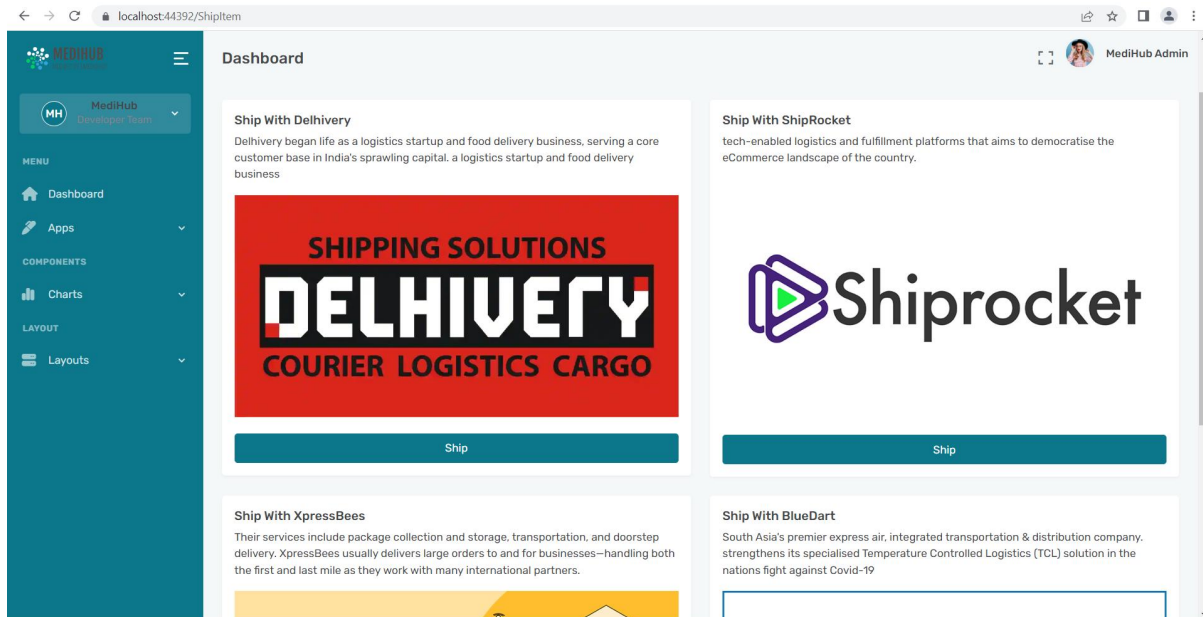 localhost:44392/ShipItem
MEDIHUB
Dashboard
MediHub Admin
MH
MediHub
Developer Team
MENU
Dashboard
Apps
COMPONENTS
Charts
LAYOUT
Layouts
Ship With Delhivery
Delhivery began life as a logistics startup and food delivery business, serving a core
customer base in India's sprawling capital. a logistics startup and food delivery
business
SHIPPING SOLUTIONS
DELHIVERY
COURIER LOGISTICS CARGO
Ship
Ship With ShipRocket
tech-enabled logistics and fulfillment platforms that aims to democratise the
eCommerce landscape of the country.
Shiprocket
Ship
Ship With XpressBees
Their services include package collection and storage, transportation, and doorstep
delivery. XpressBees usually delivers large orders to and for businesses—handling both
the first and last mile as they work with many international partners.
Ship With BlueDart
South Asia's premier express air, integrated transportation & distribution company.
strengthens its specialised Temperature Controlled Logistics (TCL) solution in the
nations fight against Covid-19